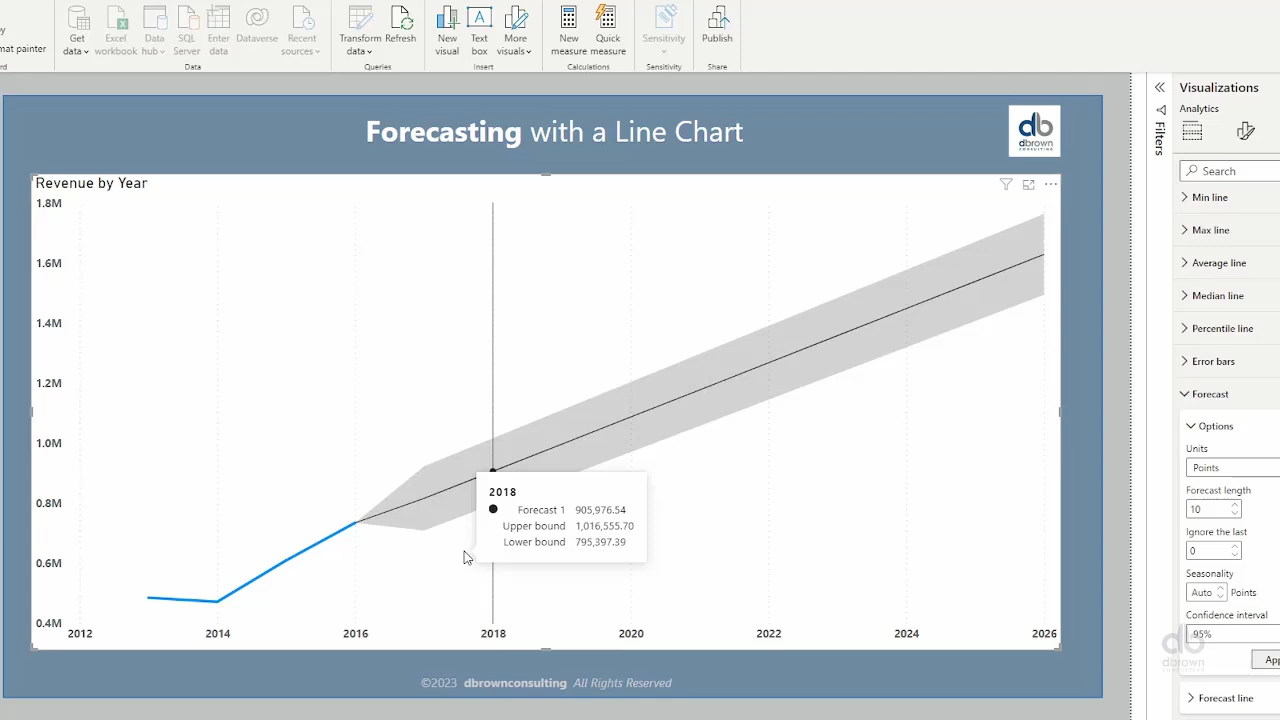 y
mat painter
rd
Get data
Excel workbook
Data hub
SQL Server
Enter data
Dataverse
Recent sources
Data
Transform data
Refresh
Queries
New visual
Text box
More visuals
Insert
New measure
Quick measure
Calculations
Sensitivity
Sensitivity
Publish
Share
Forecasting with a Line Chart
db
dbrown
CONSULTING
Revenue by Year
1.8M
1.6M
1.4M
1.2M
1.0M
0.8M
0.6M
0.4M
2012
2014
2016
2018
2020
2022
2024
2026
2018
Forecast 1 905,976.54
Upper bound 1,016,555.70
Lower bound 795,397.39
©2023 dbrownconsulting All Rights Reserved
Filters
Visualizations
Analytics
Search
Min line
Max line
Average line
Median line
Percentile line
Error bars
Forecast
Options
Units
Points
Forecast length
10
Ignore the last
0
Seasonality
Auto Points
Confidence interval
95%
App
Forecast line
db
dbrown
CONSULTING